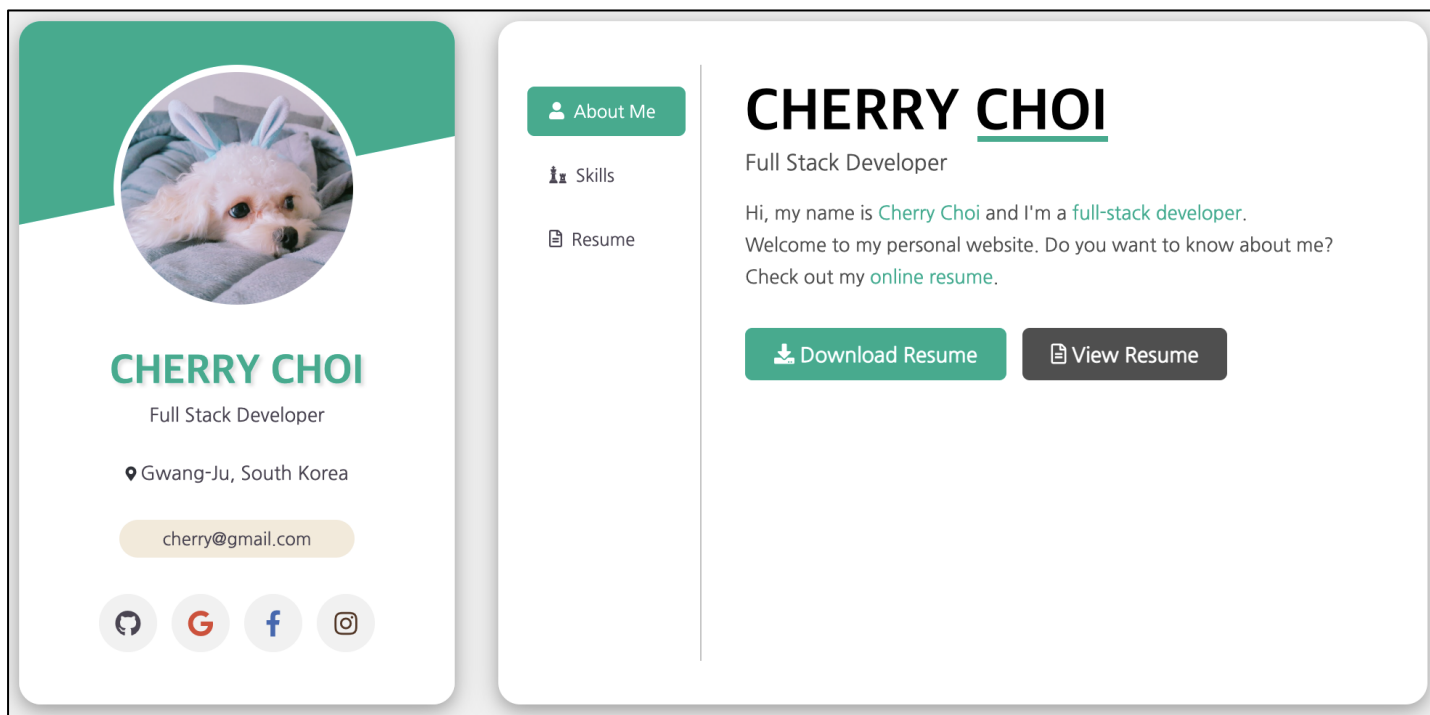 CHERRY CHOI
Full Stack Developer
Gwang-Ju, South Korea
cherry@gmail.com
About Me
Skills
Resume
CHERRY CHOI
Full Stack Developer
Hi, my name is Cherry Choi and I'm a full-stack developer.
Welcome to my personal website. Do you want to know about me?
Check out my online resume.
Download Resume
View Resume